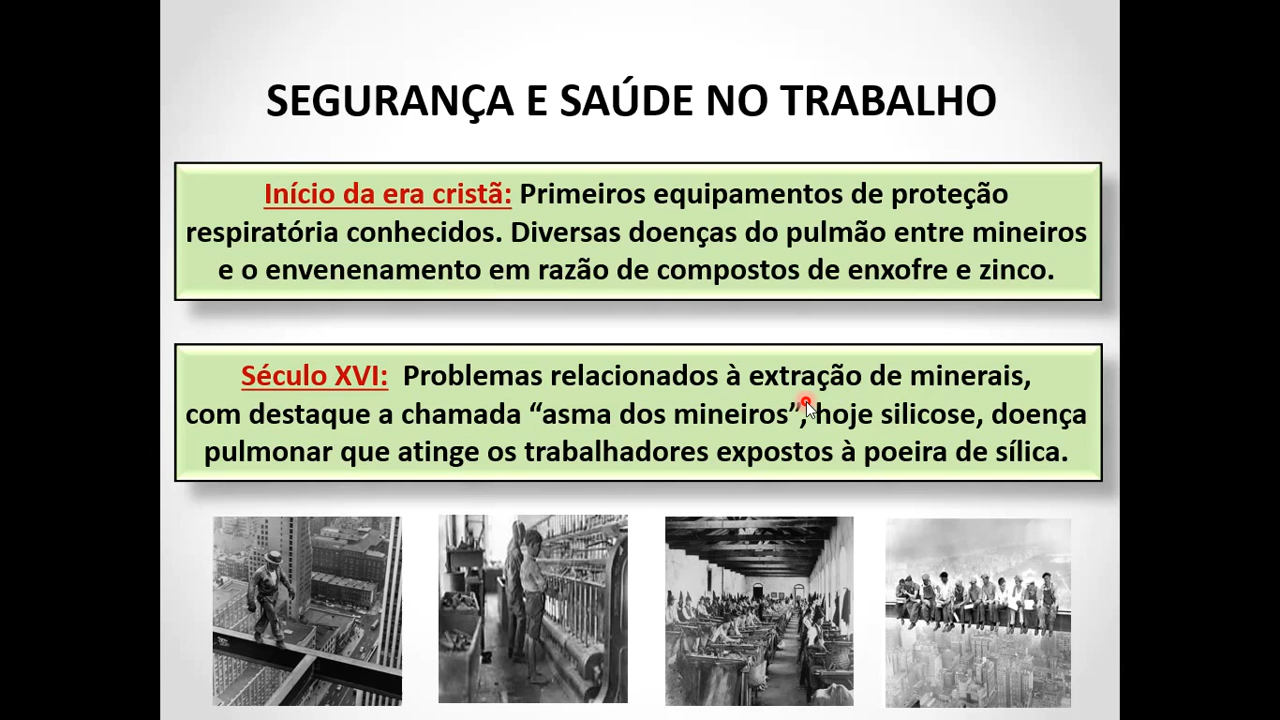 SEGURANÇA E SAÚDE NO TRABALHO
Início da era cristã: Primeiros equipamentos de proteção
respiratória conhecidos. Diversas doenças do pulmão entre mineiros
e o envenenamento em razão de compostos de enxofre e zinco.
Século XVI: Problemas relacionados à extração de minerais,
com destaque a chamada “asma dos mineiros”, hoje silicose, doença
pulmonar que atinge os trabalhadores expostos à poeira de sílica.